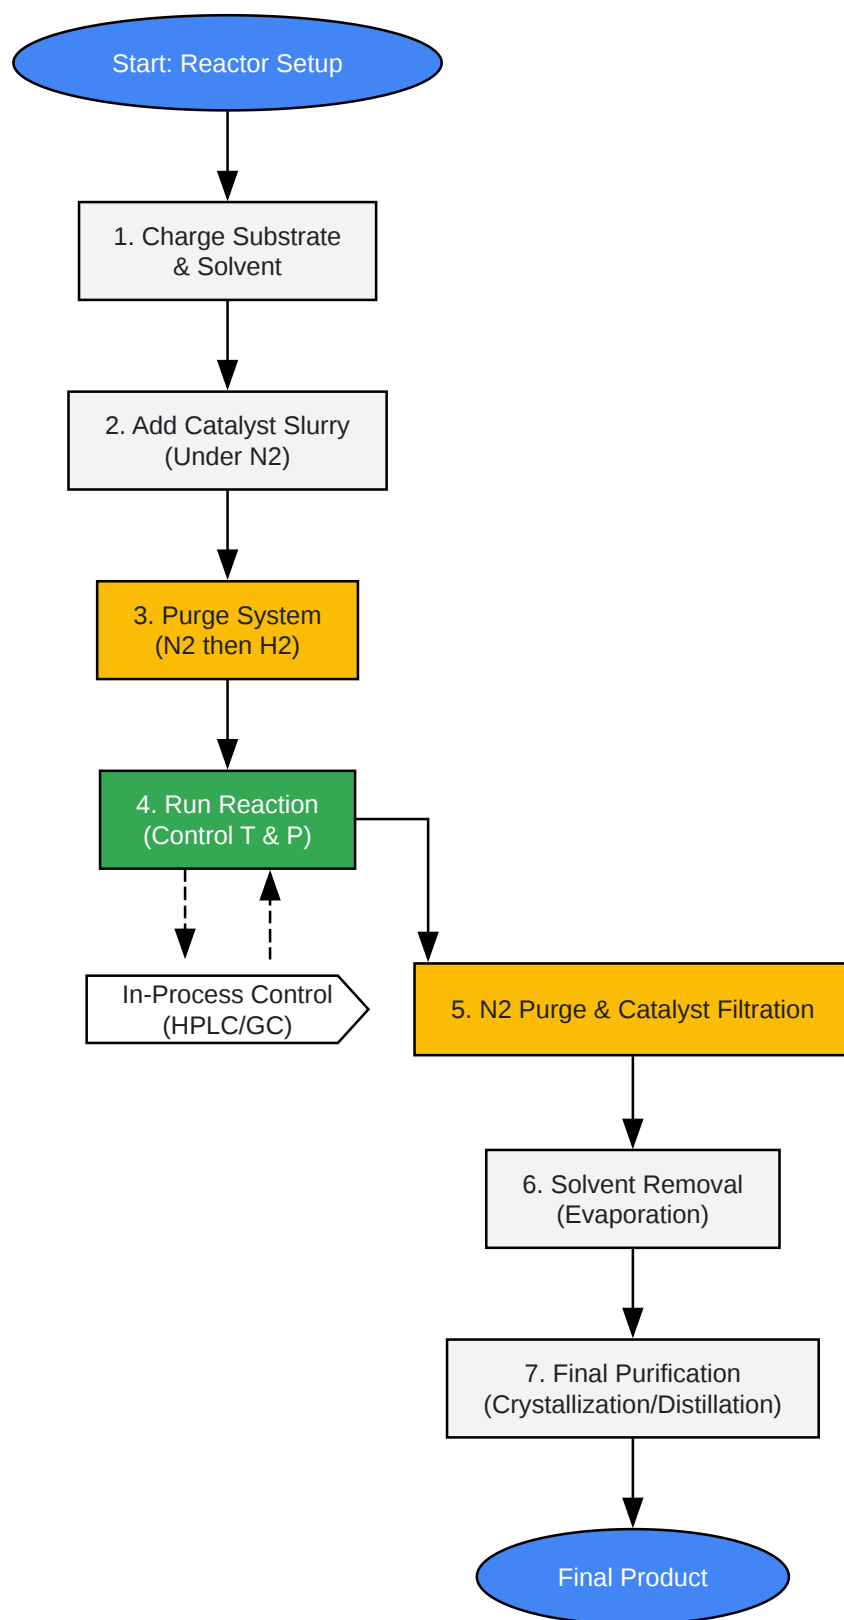 Start: Reactor Setup
1. Charge Substrate
& Solvent
2. Add Catalyst Slurry
(Under N2)
3. Purge System
(N2 then H2)
4. Run Reaction
(Control T & P)
In-Process Control
(HPLC/GC)
5. N2 Purge & Catalyst Filtration
6. Solvent Removal
(Evaporation)
7. Final Purification
(Crystallization/Distillation)
Final Product